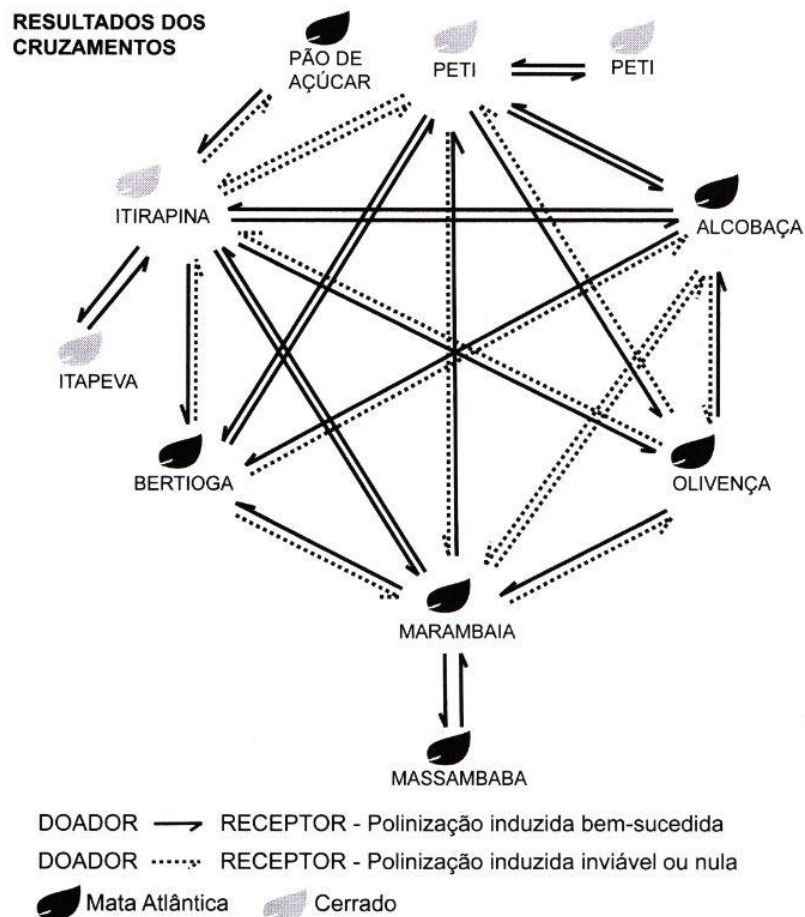 RESULTADOS DOS
CRUZAMENTOS
PÃO DE
AÇÚCAR
PETI
PETI
ITIRAPINA
ALCOBAÇA
ITAPEVA
BERTIOGA
OLIVENÇA
MARAMBAIA
MASSAMBABA
DOADOR RECEPTOR - Polinização induzida bem-sucedida
DOADOR RECEPTOR - Polinização induzida inviável ou nula
Mata Atlântica Cerrado